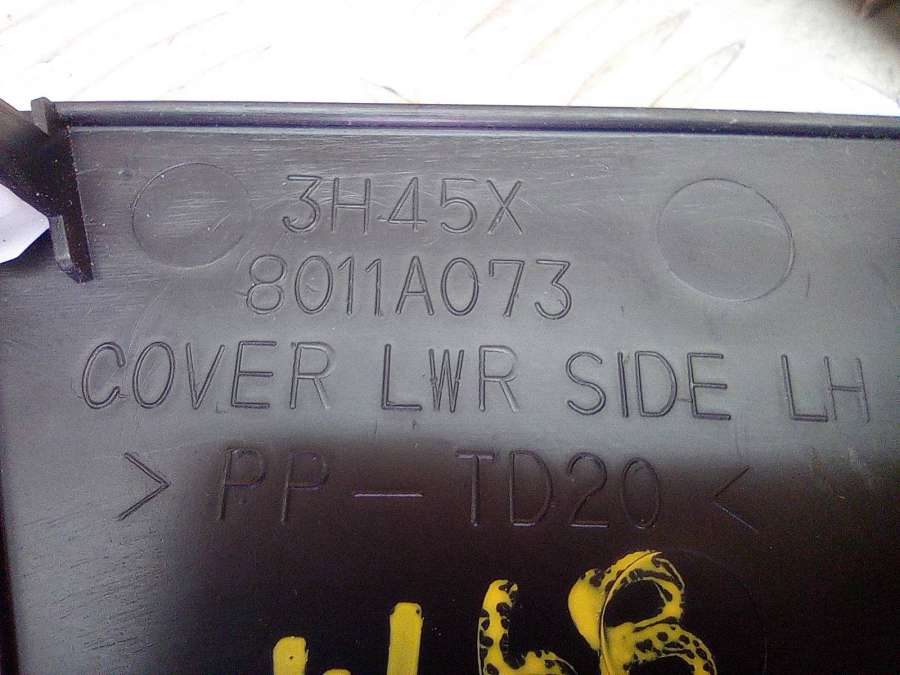 3H45X
8011A073
COVER LWR SIDE LH
> PP-TD20 <